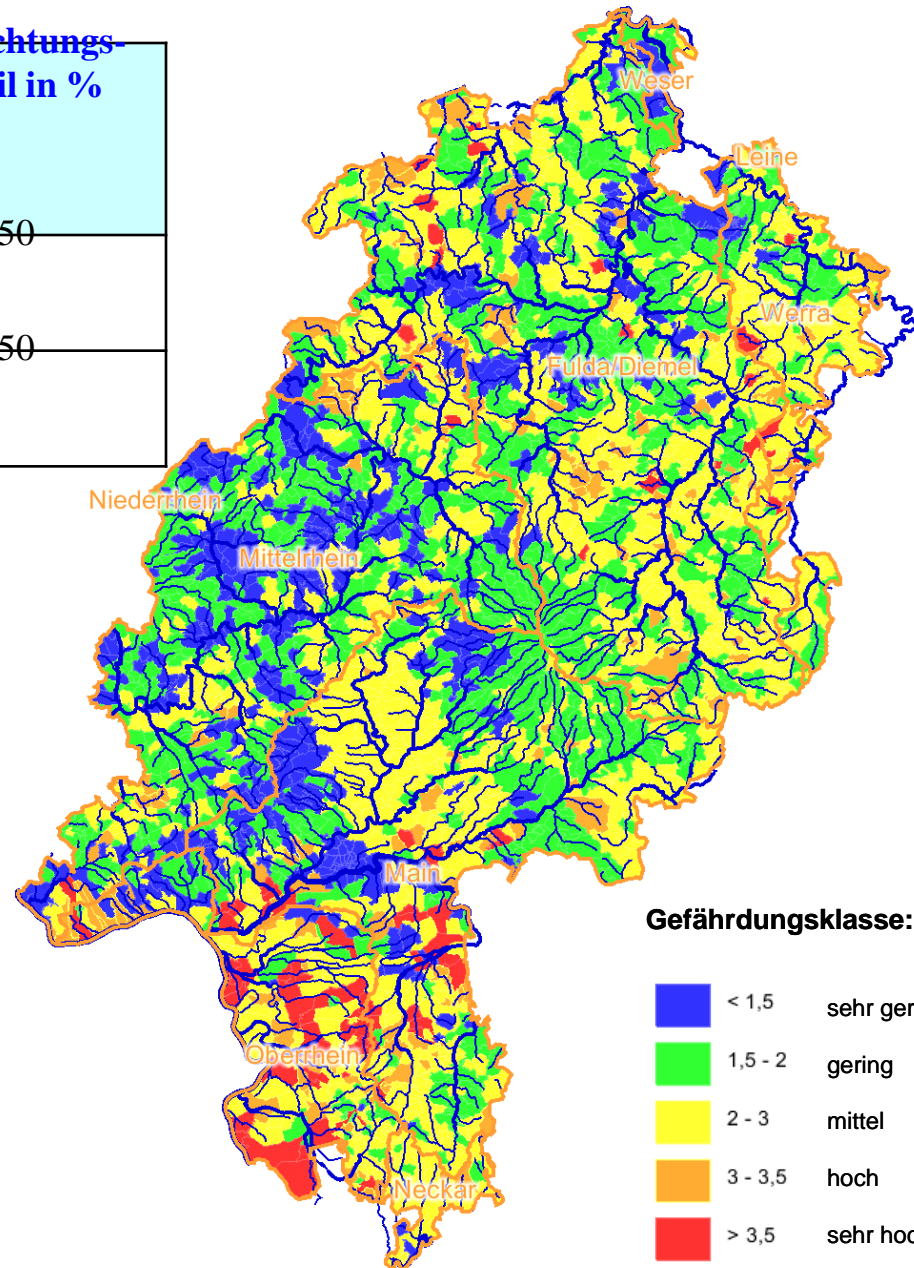 chtungs-
il in %
50
50
Weser
Leine
Werra
Fulda/Diemel
Niederrhein
Mittelrhein
Main
Oberrhein
Neckar
Gefährdungsklasse:
< 1,5 sehr ger
1,5 - 2 gering
2 - 3 mittel
3 - 3,5 hoch
> 3,5 sehr hoc